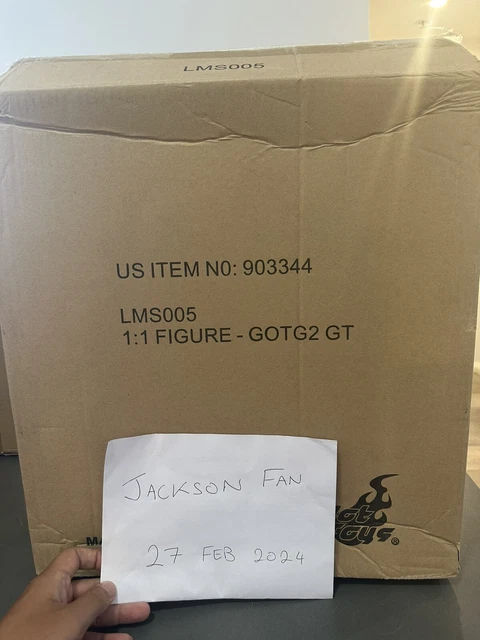 LMS005
US ITEM N0: 903344
LMS005
1:1 FIGURE - GOTG2 GT
JACKSON FAN
27 FEB 2024